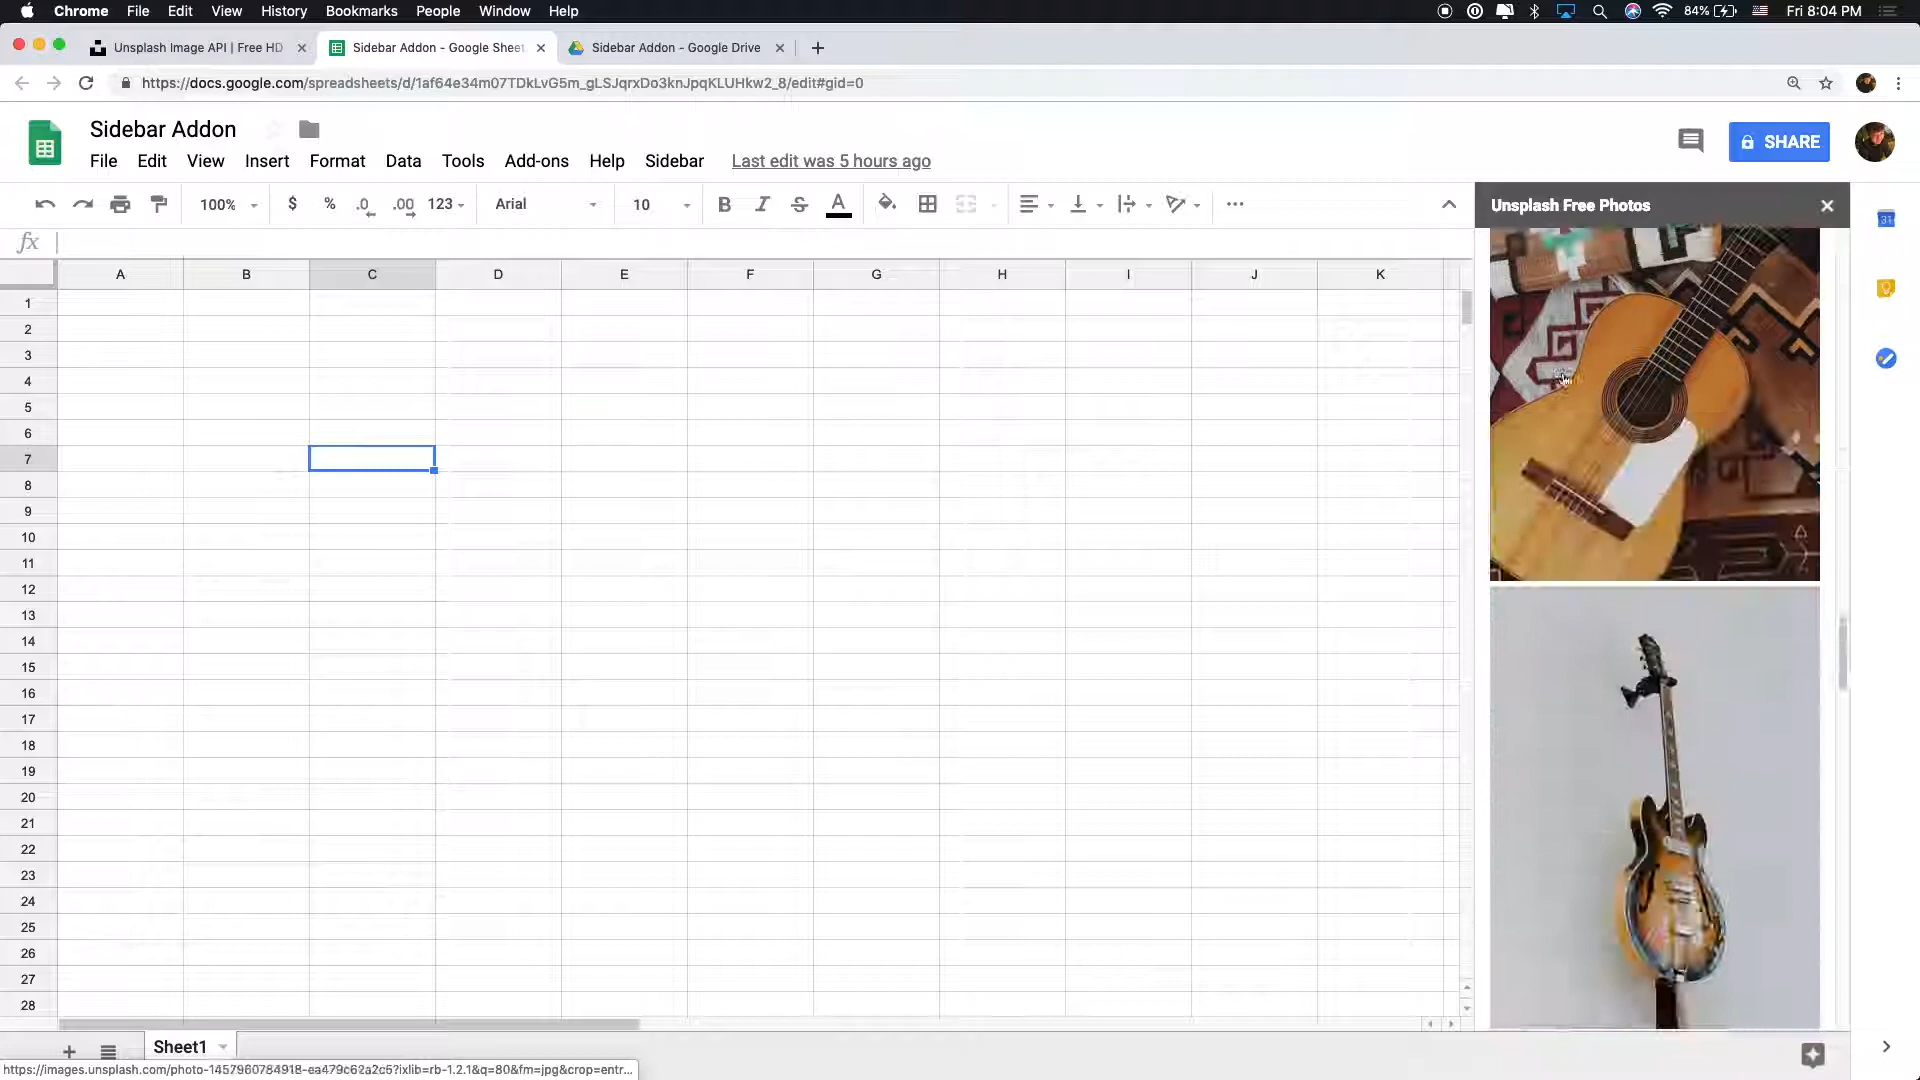 Chrome File Edit View History Bookmarks People Window Help 84% Fri 8:04 PM
Unsplash Image API | Free HD Sidebar Addon - Google Sheet Sidebar Addon - Google Drive
https://docs.google.com/spreadsheets/d/1af64e34m07TDkLvG5m_gLSJqrxDo3knJpqKLUHkw2_8/edit#gid=0
Sidebar Addon
File Edit View Insert Format Data Tools Add-ons Help Sidebar Last edit was 5 hours ago
SHARE
100% $ % .0 .00 123 Arial 10 B I S A
Unsplash Free Photos
31
fx
A B C D E F G H I J K
1
2
3
4
5
6
7
8
9
10
11
12
13
14
15
16
17
18
19
20
21
22
23
24
25
26
27
28
Sheet1
https://images.unsplash.com/photo-1457960784918-ea479c62a2c5?ixlib=rb-1.2.1&q=80&fm=jpg&crop=entr...